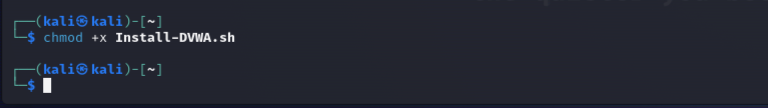 ┌──(kali㉿kali)-[~]
└─$ chmod +x Install-DVWA.sh
┌──(kali㉿kali)-[~]
└─$